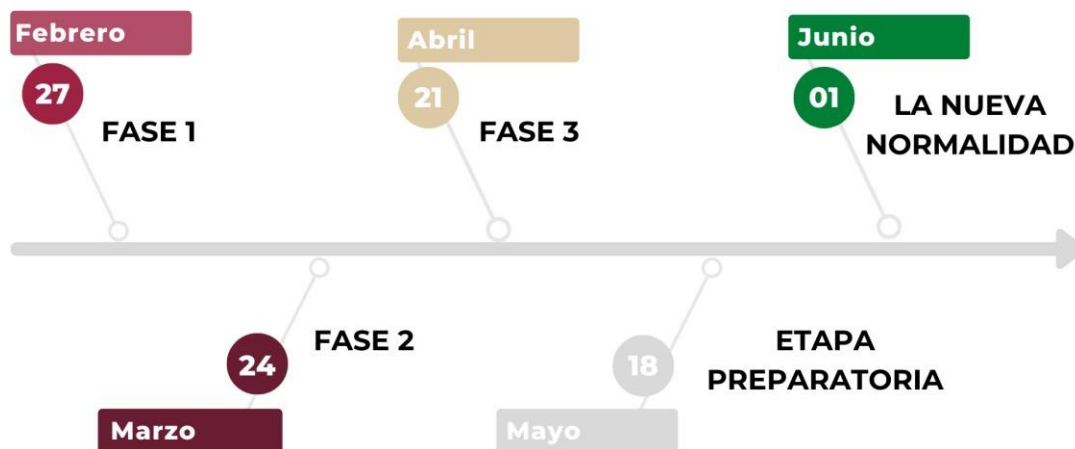 Febrero
27
FASE 1
Marzo
24
FASE 2
Abril
21
FASE 3
Mayo
18
ETAPA
PREPARATORIA
Junio
01
LA NUEVA
NORMALIDAD